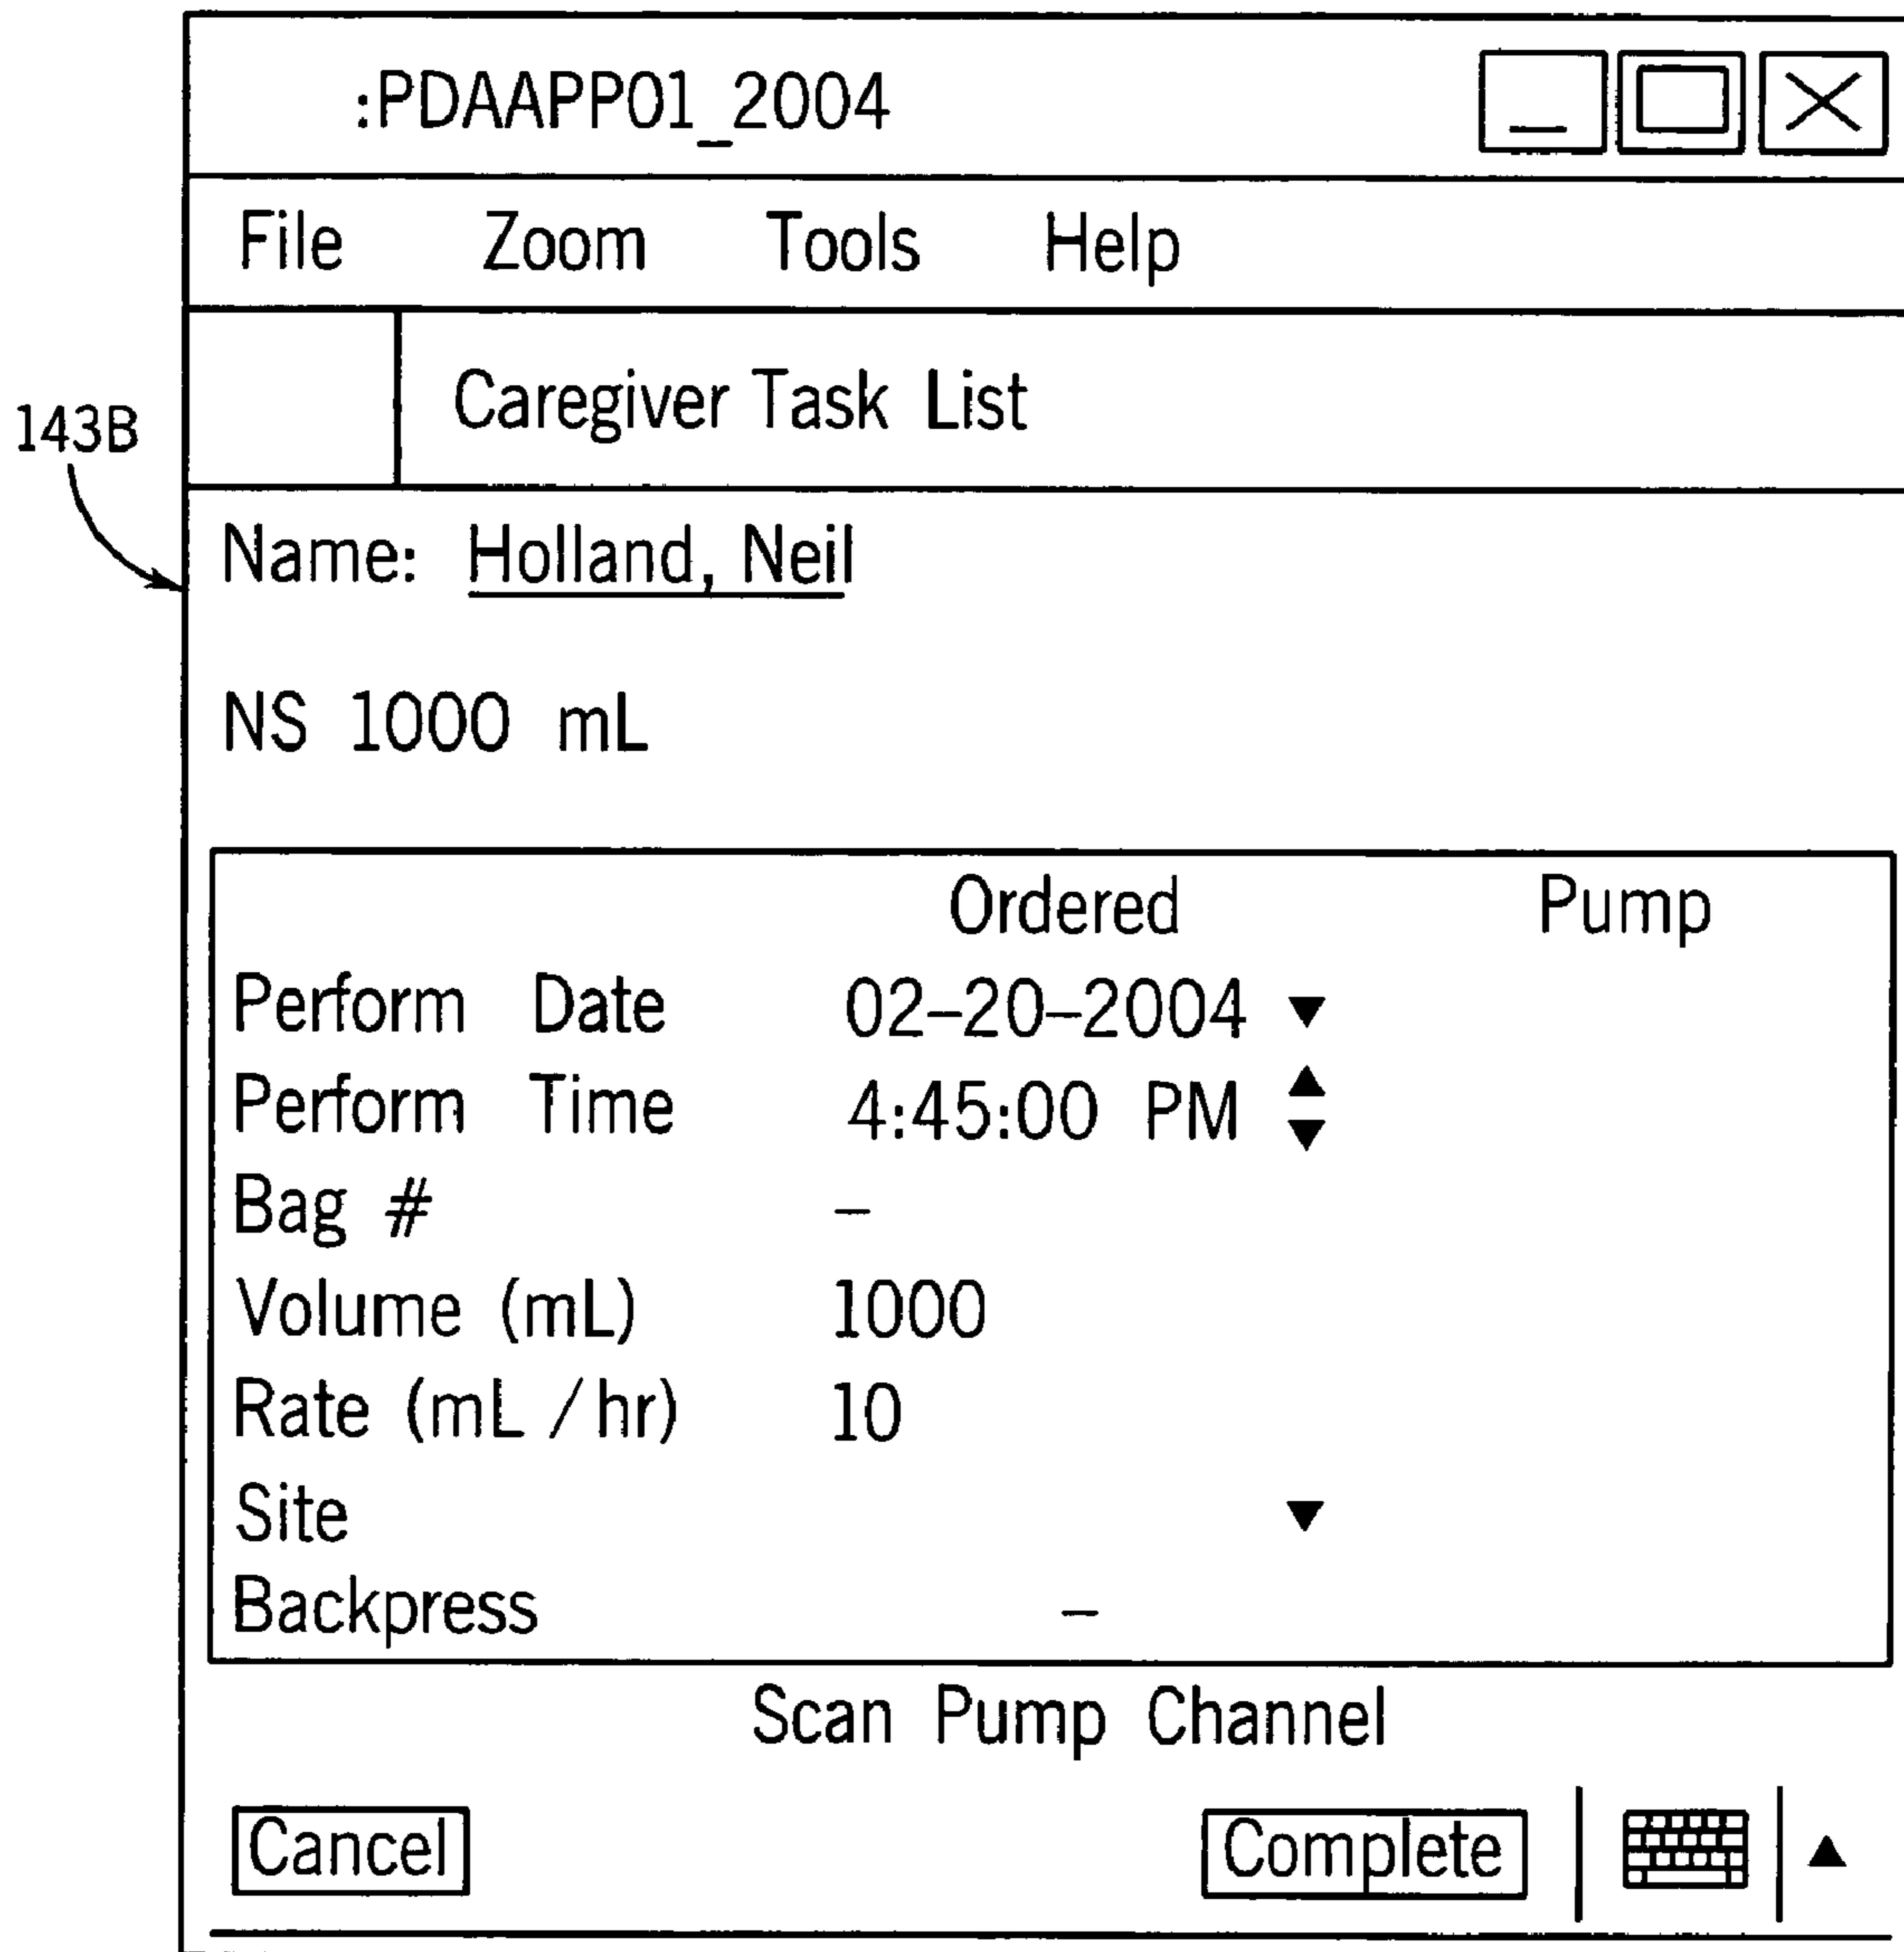 :PDAAPP01_2004
File Zoom Tools Help
Caregiver Task List
143B
Name: Holland, Neil
NS 1000 mL
Ordered Pump
Perform Date 02–20–2004 ▼
Perform Time 4:45:00 PM
Bag # –
Volume (mL) 1000
Rate (mL / hr) 10
Site ▼
Backpress –
Scan Pump Channel
Cancel Complete